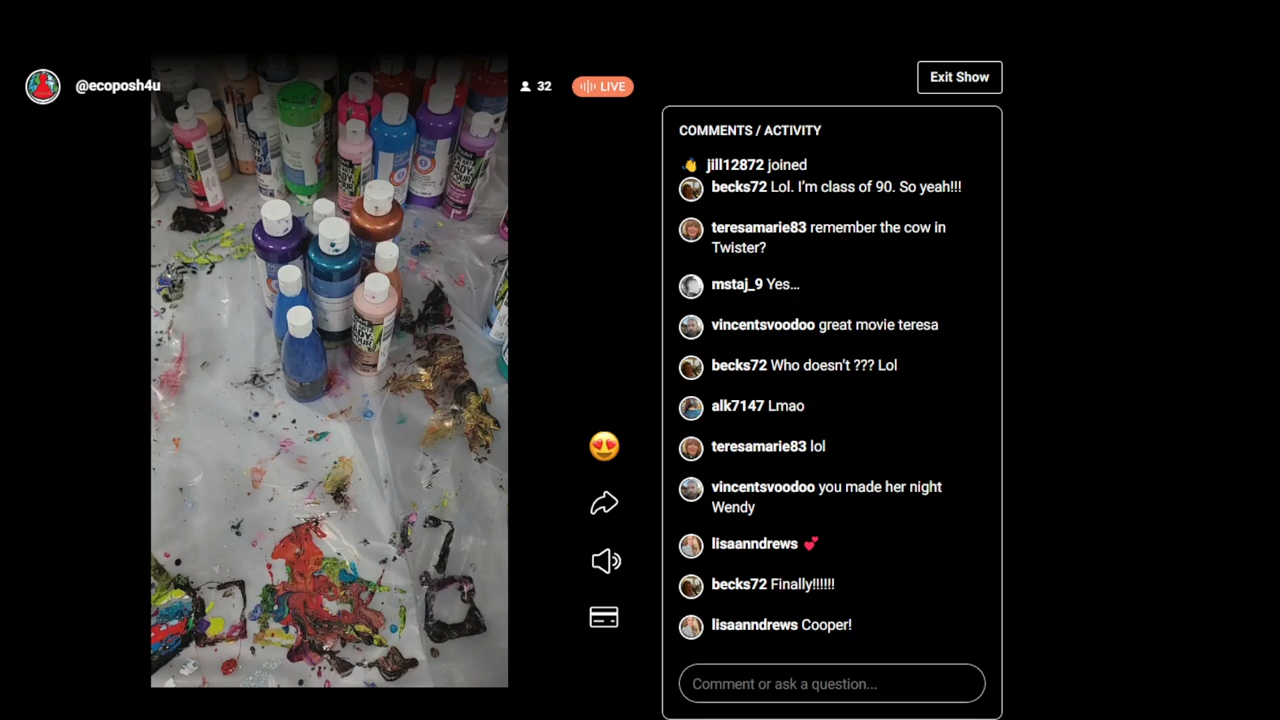 @ecoposh4u
32
LIVE
Exit Show
COMMENTS / ACTIVITY
jill12872 joined
becks72 Lol. I’m class of 90. So yeah!!!
teresamarie83 remember the cow in
Twister?
mstaj_9 Yes...
vincentsvoodoo great movie teresa
becks72 Who doesn’t ??? Lol
alk7147 Lmao
teresamarie83 lol
vincentsvoodoo you made her night
Wendy
lisaanndrews
becks72 Finally!!!!!!
lisaanndrews Cooper!
Comment or ask a question...